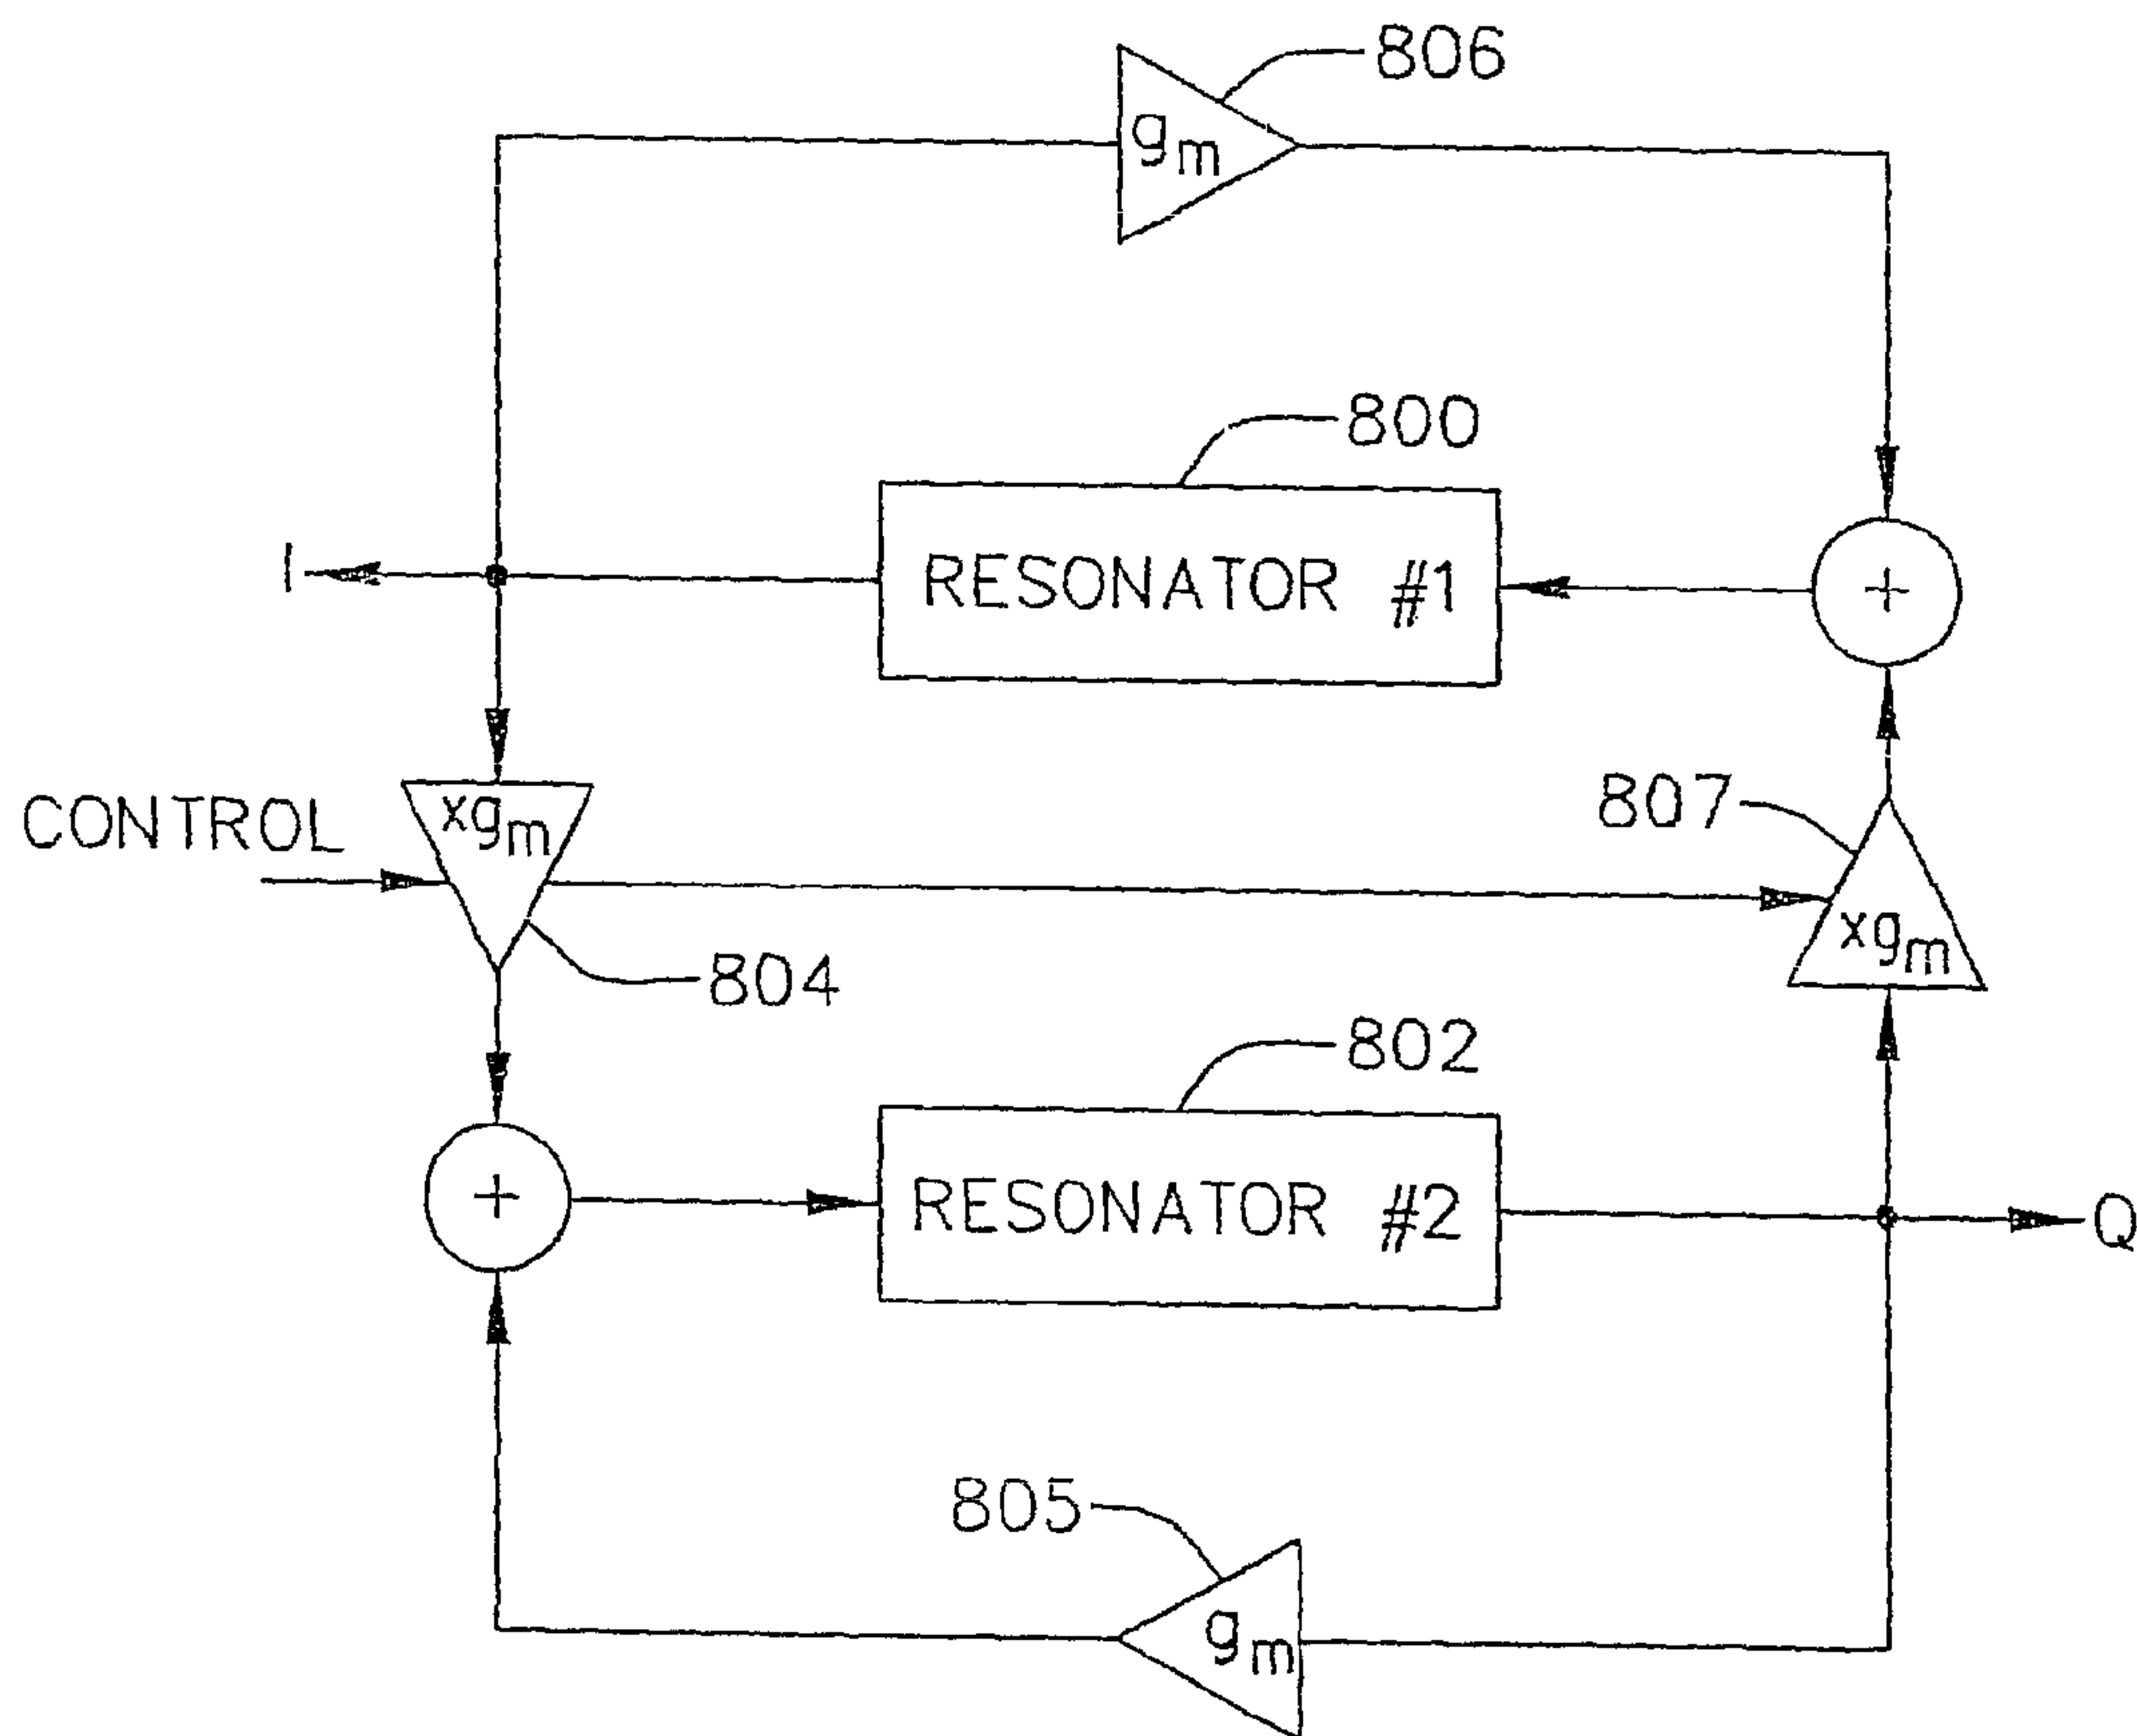 806
gm
800
I
RESONATOR #1
CONTROL
xgm
807
xgm
804
802
RESONATOR #2
Q
805
gm